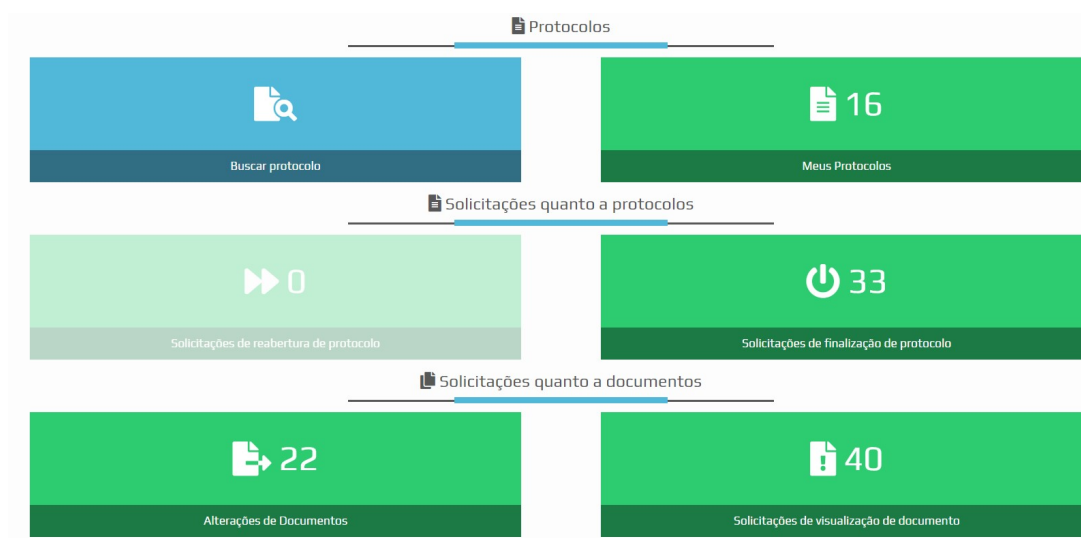 Protocolos
16
Buscar protocolo
Meus Protocolos
Solicitações quanto a protocolos
0
33
Solicitações de reabertura de protocolo
Solicitações de finalização de protocolo
Solicitações quanto a documentos
22
40
Alterações de Documentos
Solicitações de visualização de documento